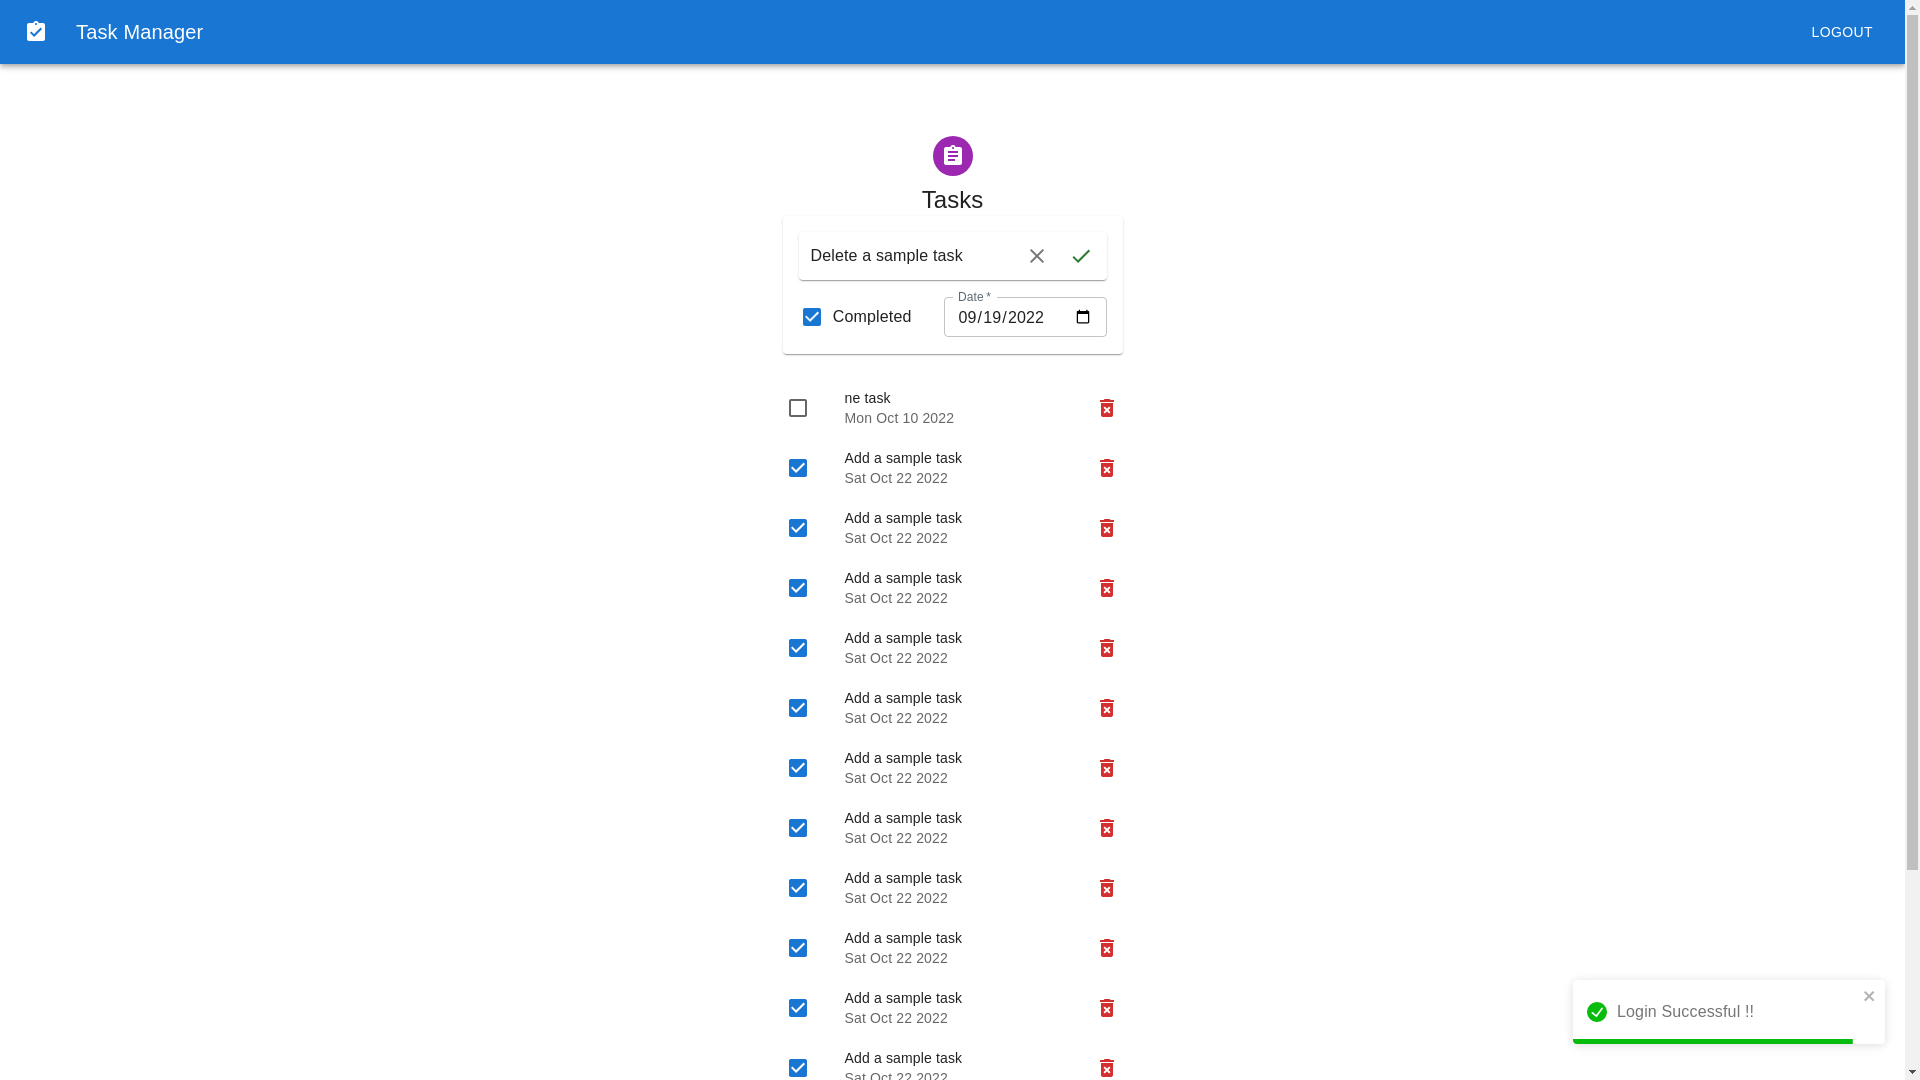 Task Manager
LOGOUT
Tasks
Delete a sample task
Date *
Completed
09/19/2022
ne task
Mon Oct 10 2022
Add a sample task
Sat Oct 22 2022
Add a sample task
Sat Oct 22 2022
Add a sample task
Sat Oct 22 2022
Add a sample task
Sat Oct 22 2022
Add a sample task
Sat Oct 22 2022
Add a sample task
Sat Oct 22 2022
Add a sample task
Sat Oct 22 2022
Add a sample task
Sat Oct 22 2022
Add a sample task
Sat Oct 22 2022
Add a sample task
Sat Oct 22 2022
Login Successful !!
Add a sample task
Sat Oct 22 2022